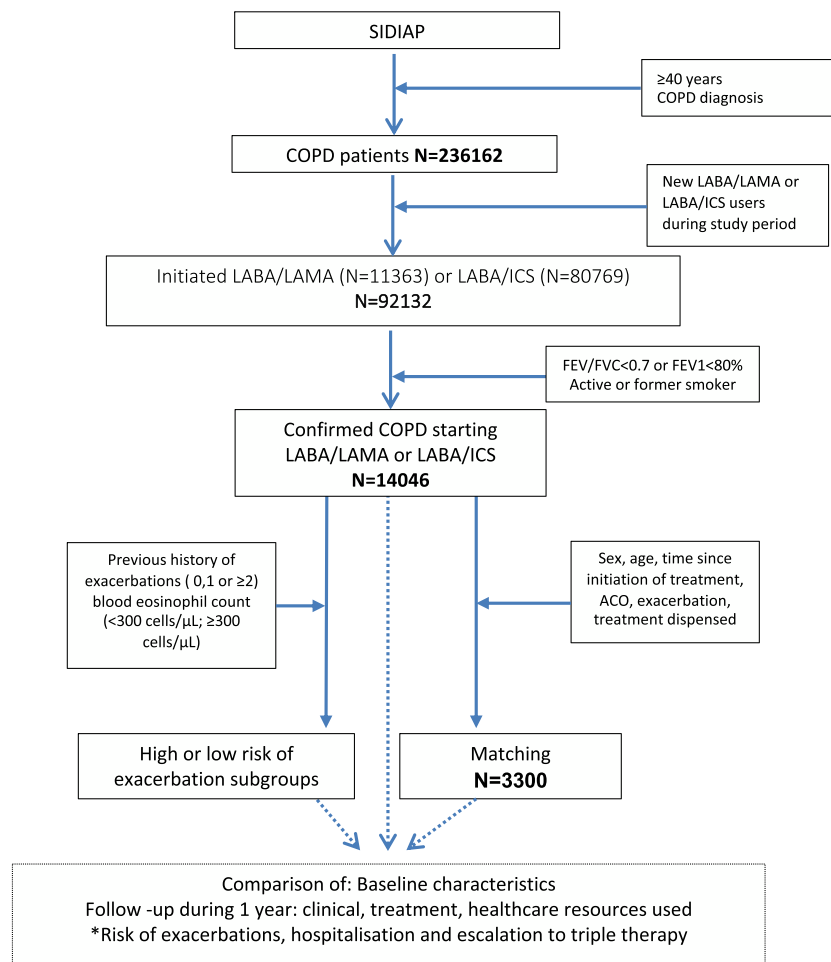 SIDIAP
≥40 years
COPD diagnosis
COPD patients N=236162
New LABA/LAMA or
LABA/ICS users
during study period
Initiated LABA/LAMA (N=11363) or LABA/ICS (N=80769)
N=92132
FEV/FVC<0.7 or FEV1<80%
Active or former smoker
Confirmed COPD starting
LABA/LAMA or LABA/ICS
N=14046
Previous history of
exacerbations ( 0,1 or ≥2)
blood eosinophil count
(<300 cells/µL; ≥300
cells/µL)
Sex, age, time since
initiation of treatment,
ACO, exacerbation,
treatment dispensed
High or low risk of
exacerbation subgroups
Matching
N=3300
Comparison of: Baseline characteristics
Follow -up during 1 year: clinical, treatment, healthcare resources used
*Risk of exacerbations, hospitalisation and escalation to triple therapy